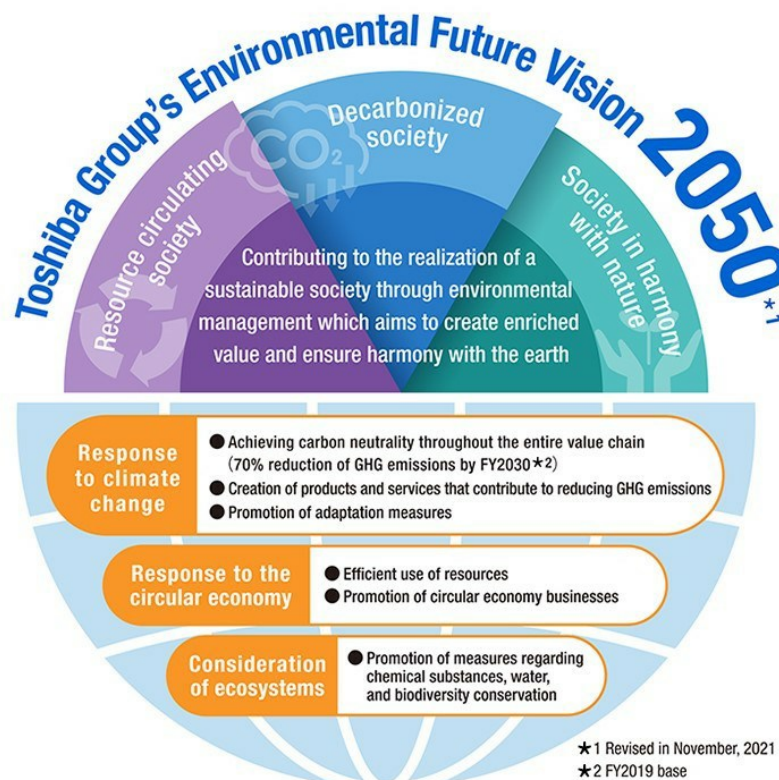 Toshiba Group's Environmental Future Vision 2050★1
Resource circulating
society
CO2
Decarbonized
society
Society in harmony
with nature
Contributing to the realization of a
sustainable society through environmental
management which aims to create enriched
value and ensure harmony with the earth
Response
to climate
change
● Achieving carbon neutrality throughout the entire value chain
(70% reduction of GHG emissions by FY2030★2)
● Creation of products and services that contribute to reducing GHG emissions
● Promotion of adaptation measures
Response to the
circular economy
● Efficient use of resources
● Promotion of circular economy businesses
Consideration
of ecosystems
● Promotion of measures regarding
chemical substances, water,
and biodiversity conservation
★1 Revised in November, 2021
★2 FY2019 base